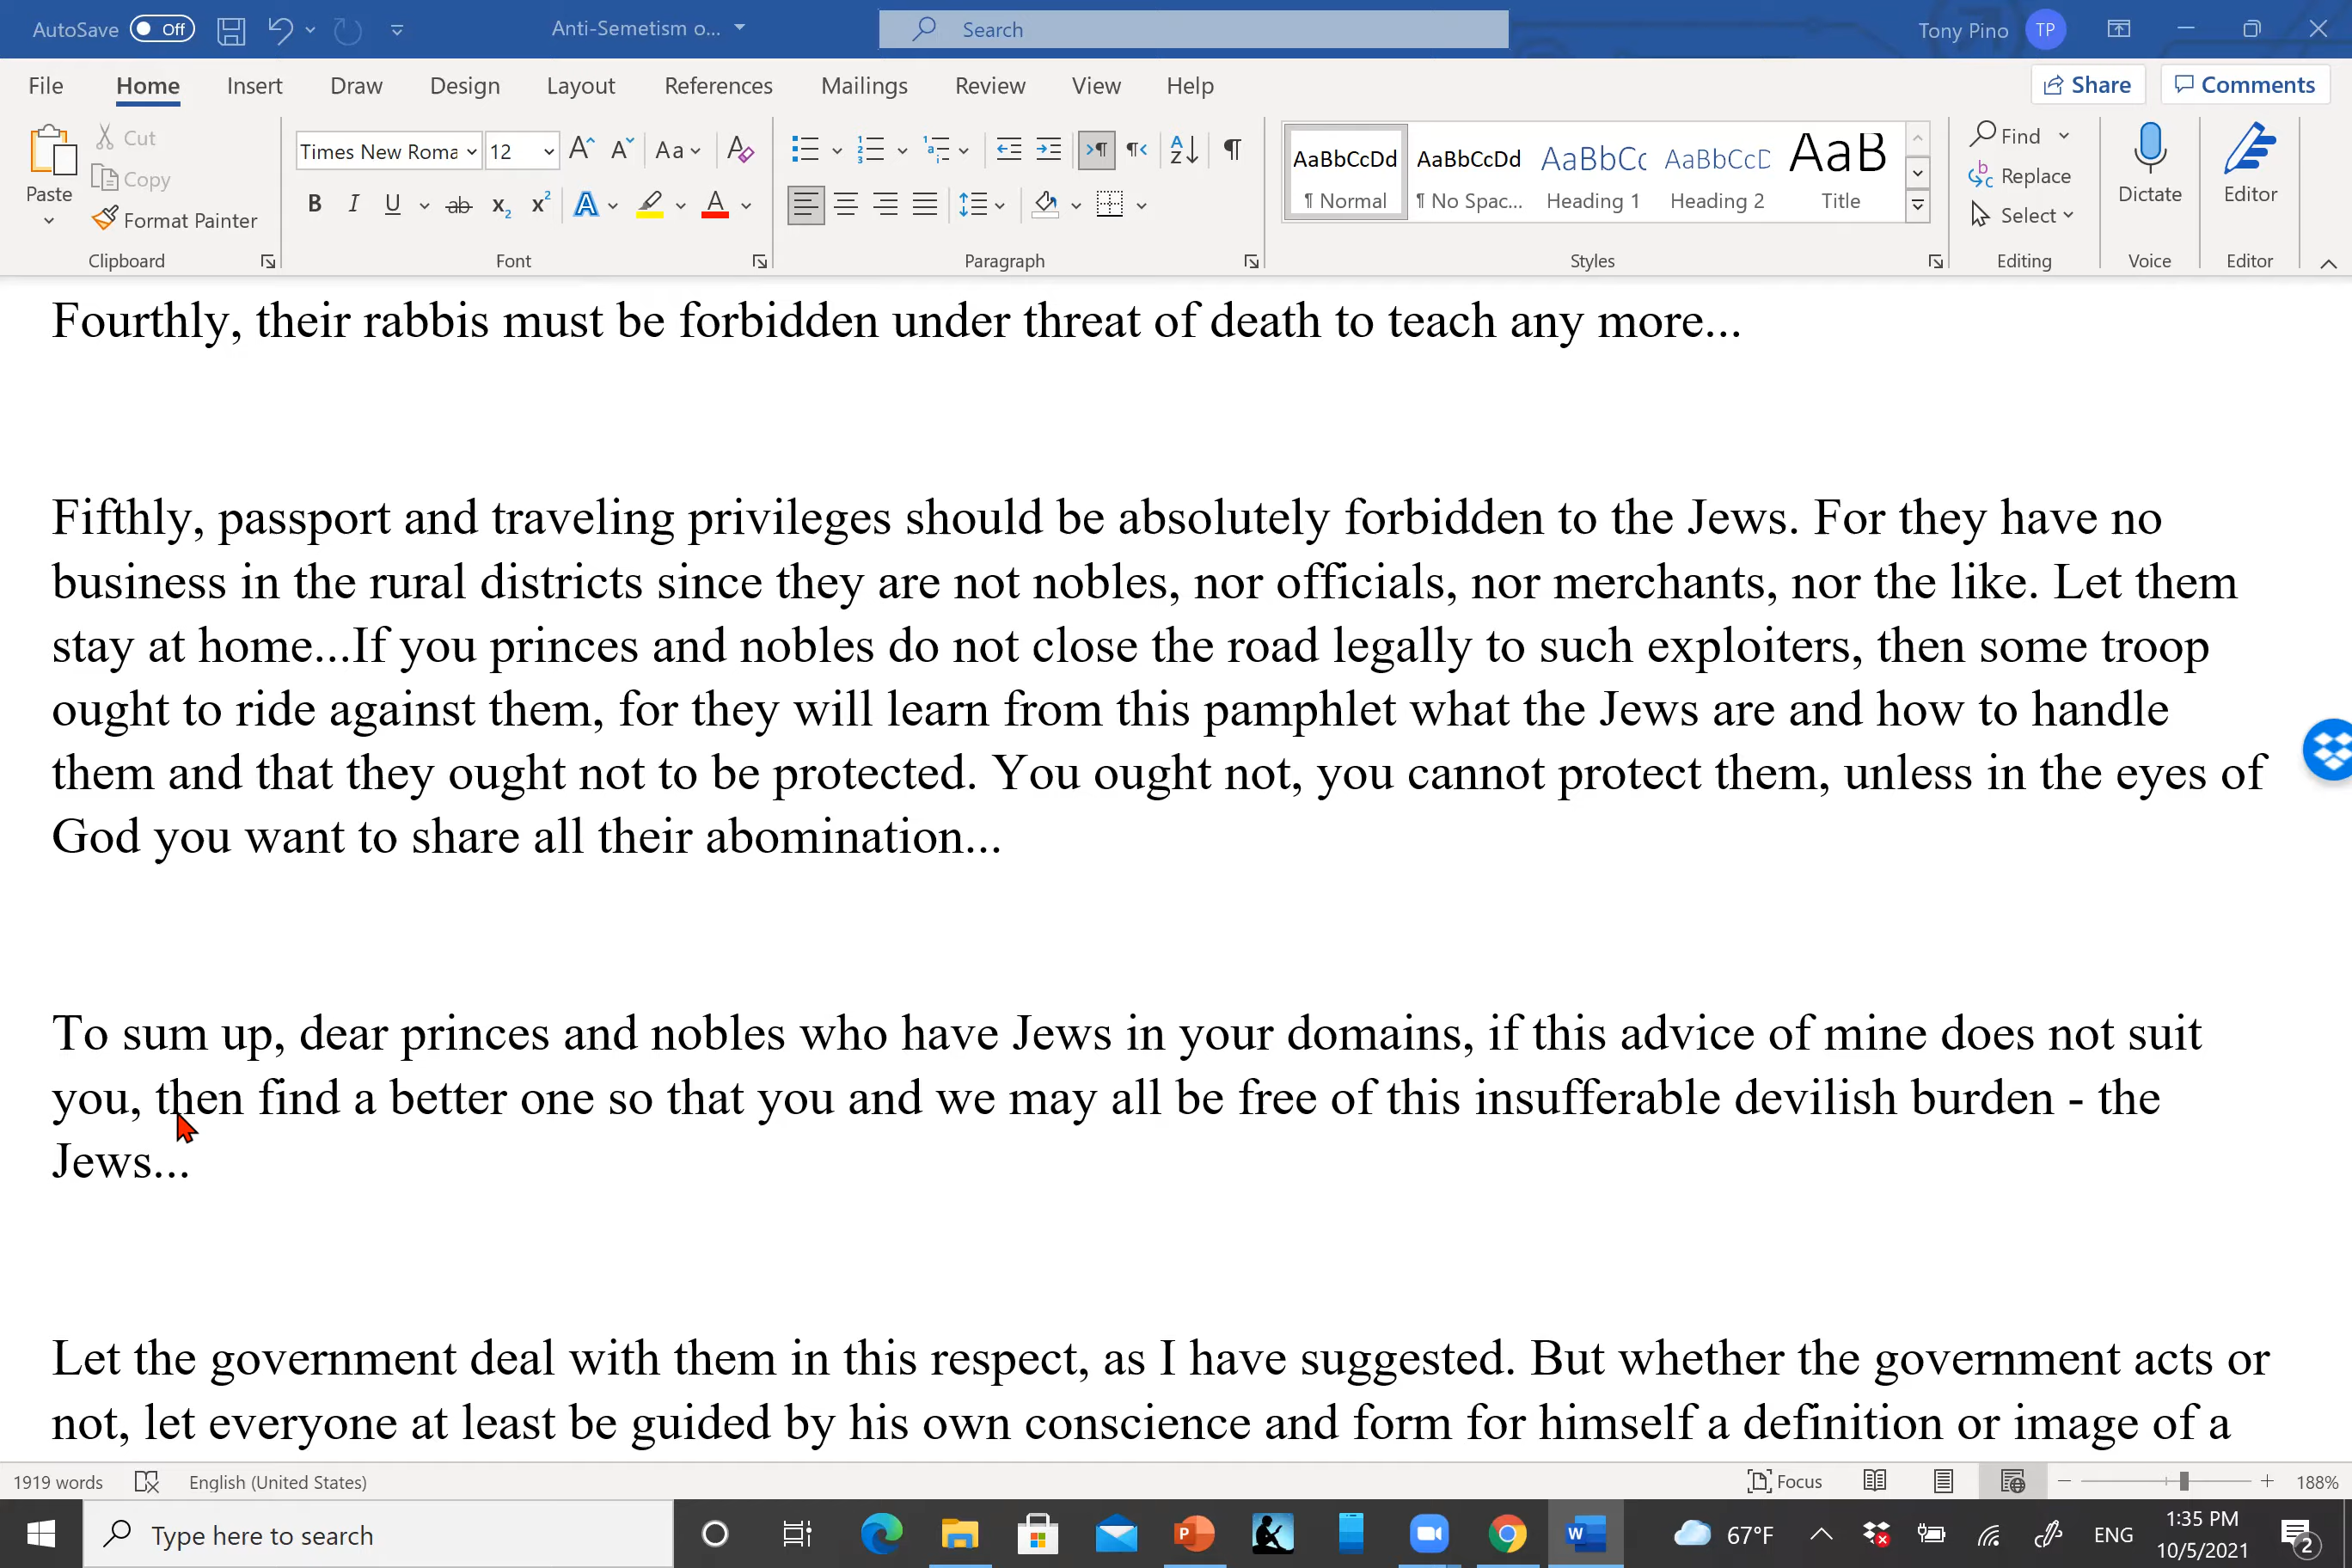 AutoSave Off Anti-Semetism o... Search Tony Pino TP
File Home Insert Draw Design Layout References Mailings Review View Help Share Comments
Paste Cut Copy Format Painter Clipboard
Times New Roma 12 Aa B I U ab x₂ x² A A Font
Paragraph
AaBbCcDd ¶ Normal AaBbCcDd ¶ No Spac... AaBbCc Heading 1 AaBbCcD Heading 2 AaB Title Styles
Find Replace Select Editing
Dictate Voice
Editor Editor
Fourthly, their rabbis must be forbidden under threat of death to teach any more...
Fifthly, passport and traveling privileges should be absolutely forbidden to the Jews. For they have no
business in the rural districts since they are not nobles, nor officials, nor merchants, nor the like. Let them
stay at home...If you princes and nobles do not close the road legally to such exploiters, then some troop
ought to ride against them, for they will learn from this pamphlet what the Jews are and how to handle
them and that they ought not to be protected. You ought not, you cannot protect them, unless in the eyes of
God you want to share all their abomination...
To sum up, dear princes and nobles who have Jews in your domains, if this advice of mine does not suit
you, then find a better one so that you and we may all be free of this insufferable devilish burden - the
Jews...
Let the government deal with them in this respect, as I have suggested. But whether the government acts or
not, let everyone at least be guided by his own conscience and form for himself a definition or image of a
1919 words English (United States) Focus 188%
Type here to search 67°F ENG 1:35 PM
10/5/2021 2